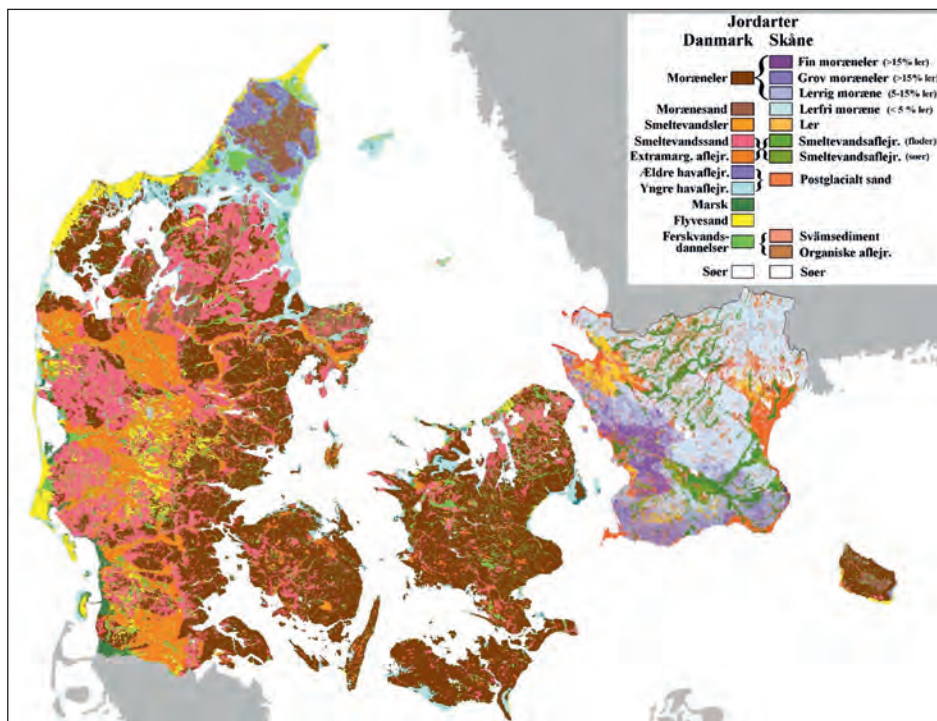 Jordarter
Danmark Skåne
Moræneler
Fin moræneler (>15% ler)
Grov moræneler (>15% ler)
Lerrig moræne (5-15% ler)
Morænesand Lerfri moræne (< 5 % ler)
Smeltevandsler Ler
Smeltevandssand Smeltevandsaflejr. (floder)
Extramarg. aflejr. Smeltevandsaflejr. (søer)
Ældre havaflejr.
Yngre havaflejr.
Postglacialt sand
Marsk
Flyvesand
Ferskvands-
dannelser
Svämsediment
Organiske aflejr.
Søer Søer